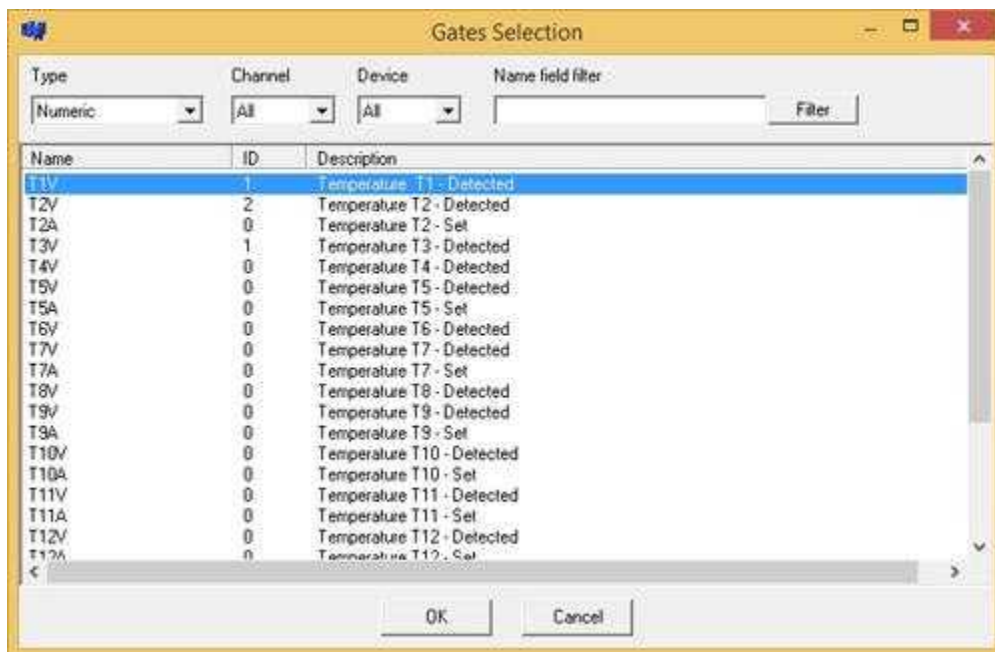 Gates Selection
Type Channel Device Name field filter
Numeric All All Filter
Name ID Description
T1V 1 Temperature T1 - Detected
T2V 2 Temperature T2 - Detected
T2A 0 Temperature T2 - Set
T3V 1 Temperature T3 - Detected
T4V 0 Temperature T4 - Detected
T5V 0 Temperature T5 - Detected
T5A 0 Temperature T5 - Set
T6V 0 Temperature T6 - Detected
T7V 0 Temperature T7 - Detected
T7A 0 Temperature T7 - Set
T8V 0 Temperature T8 - Detected
T9V 0 Temperature T9 - Detected
T9A 0 Temperature T9 - Set
T10V 0 Temperature T10 - Detected
T10A 0 Temperature T10 - Set
T11V 0 Temperature T11 - Detected
T11A 0 Temperature T11 - Set
T12V 0 Temperature T12 - Detected
T12A 0 Temperature T12 - Set
OK Cancel